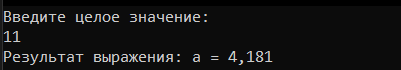 Введите целое значение:
11
Результат выражения: a = 4,181